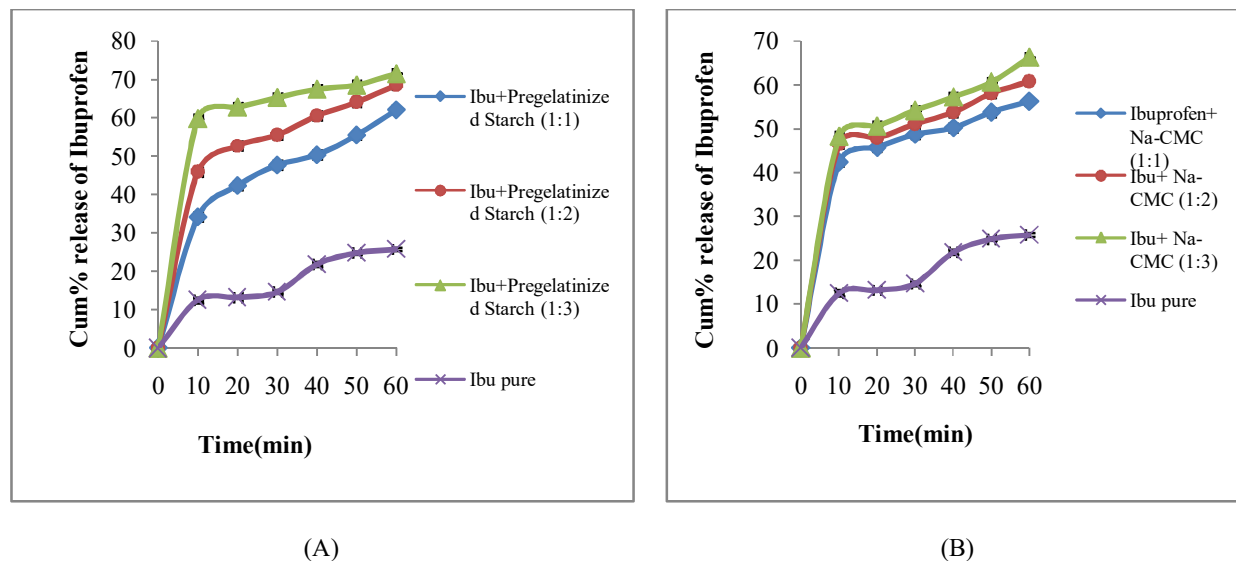 Cum% release of Ibuprofen
80
70
60
50
40
30
20
10
0
0 10 20 30 40 50 60
Time(min)
Ibu+Pregelatinize
d Starch (1:1)
Ibu+Pregelatinize
d Starch (1:2)
Ibu+Pregelatinize
d Starch (1:3)
Ibu pure
(A)
Cum% release of Ibuprofen
70
60
50
40
30
20
10
0
0 10 20 30 40 50 60
Time(min)
Ibuprofen+
Na-CMC
(1:1)
Ibu+ Na-
CMC (1:2)
Ibu+ Na-
CMC (1:3)
Ibu pure
(B)